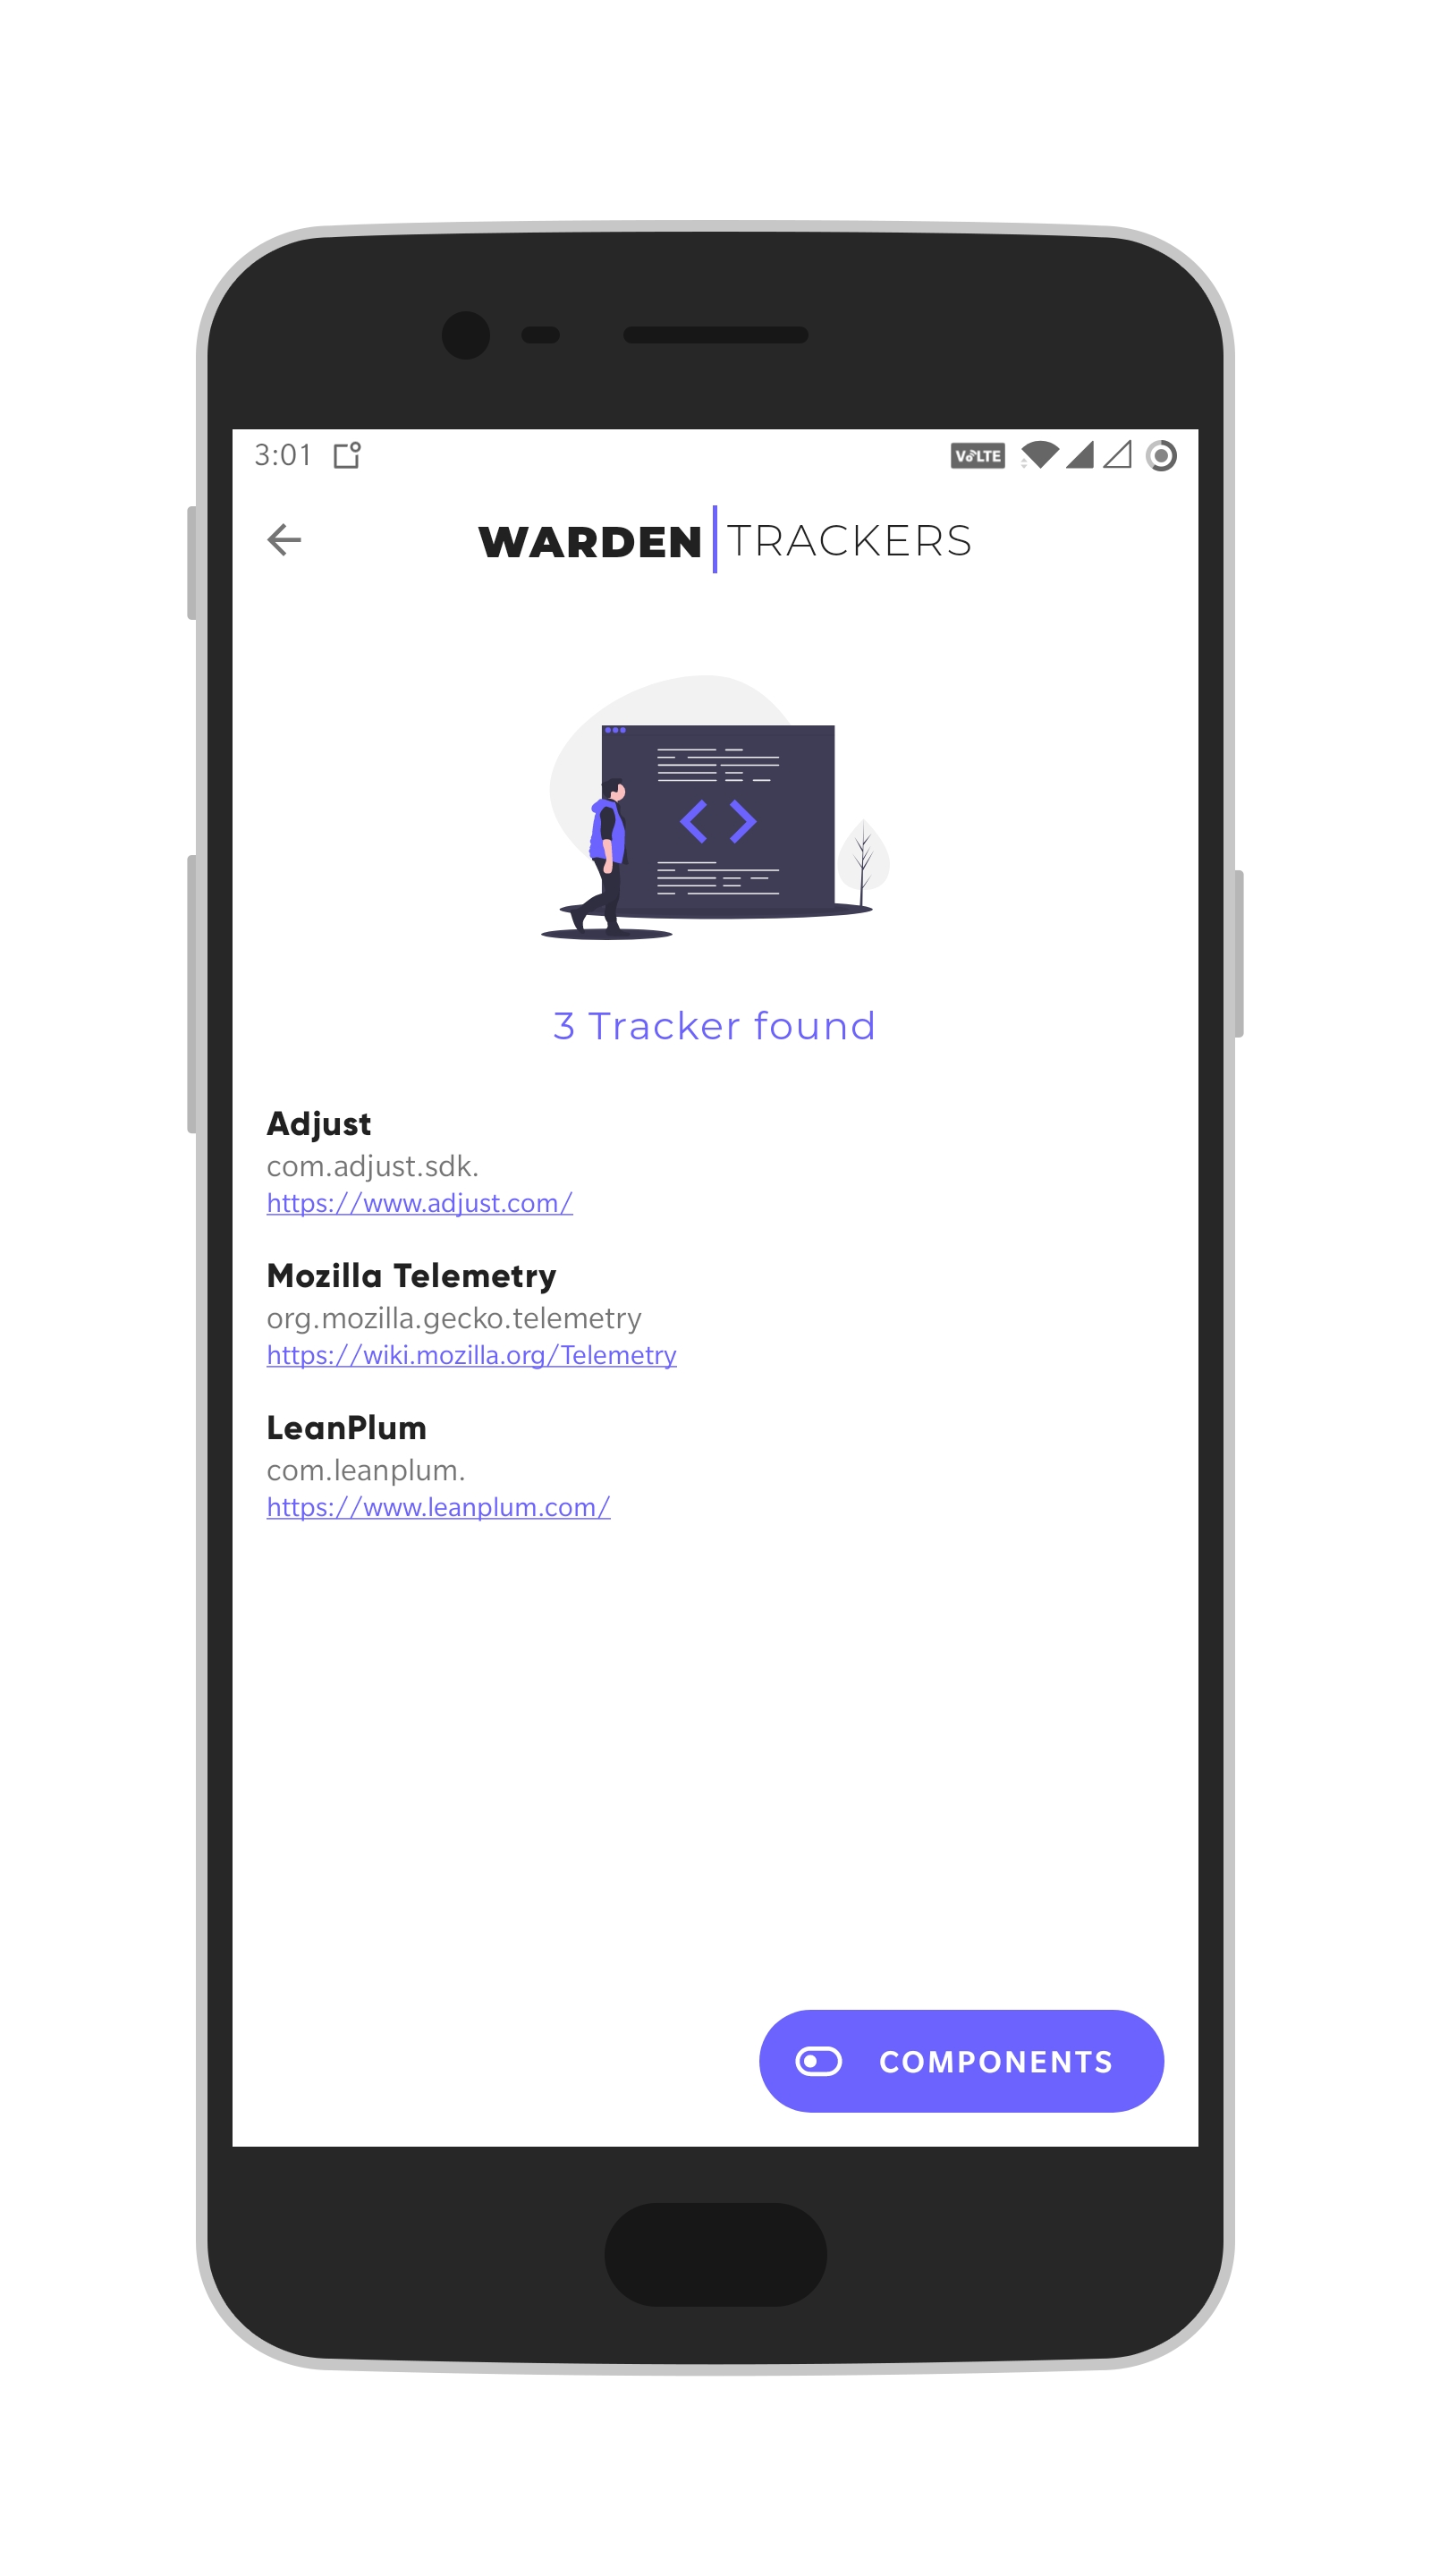 3:01
VoLTE
WARDEN TRACKERS
3 Tracker found
Adjust
com.adjust.sdk.
https://www.adjust.com/
Mozilla Telemetry
org.mozilla.gecko.telemetry
https://wiki.mozilla.org/Telemetry
LeanPlum
com.leanplum.
https://www.leanplum.com/
COMPONENTS